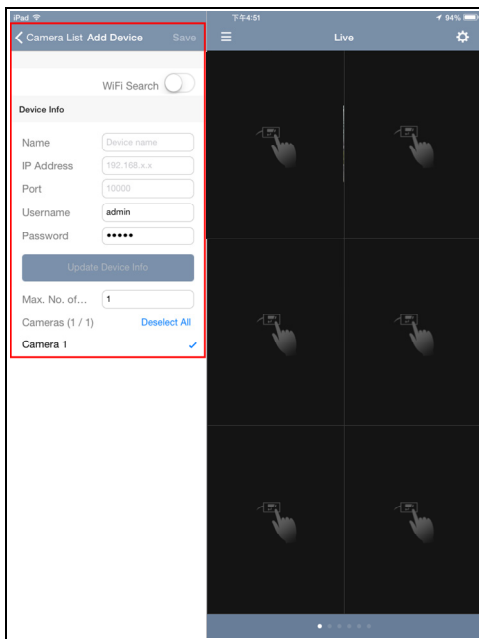 iPad 下午4:51 94%
Camera List Add Device Save Live
WiFi Search
Device Info
Name Device name
IP Address 192.168.x.x
Port 10000
Username admin
Password •••••
Update Device Info
Max. No. of... 1
Cameras (1 / 1) Deselect All
Camera 1